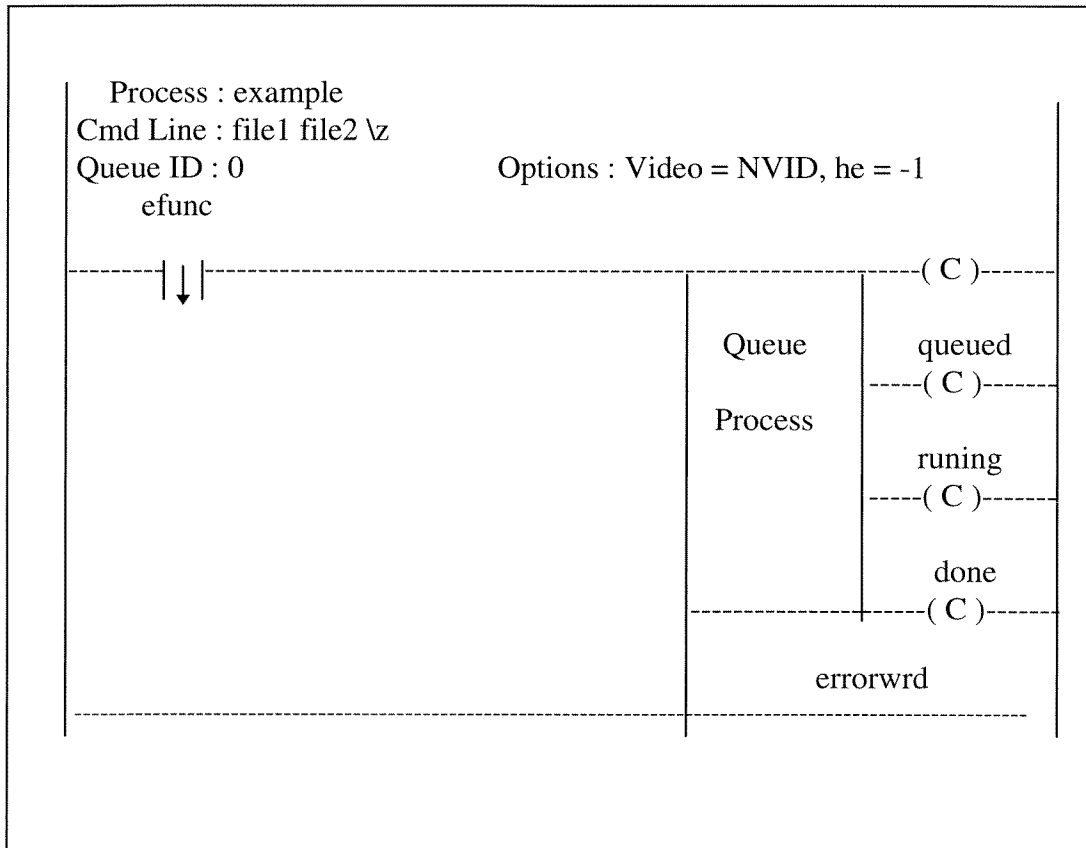 Process : example
Cmd Line : file1 file2 \z
Queue ID : 0 Options : Video = NVID, he = -1
efunc
( C )
Queue queued
( C )
Process
runing
( C )
done
( C )
errorwrd